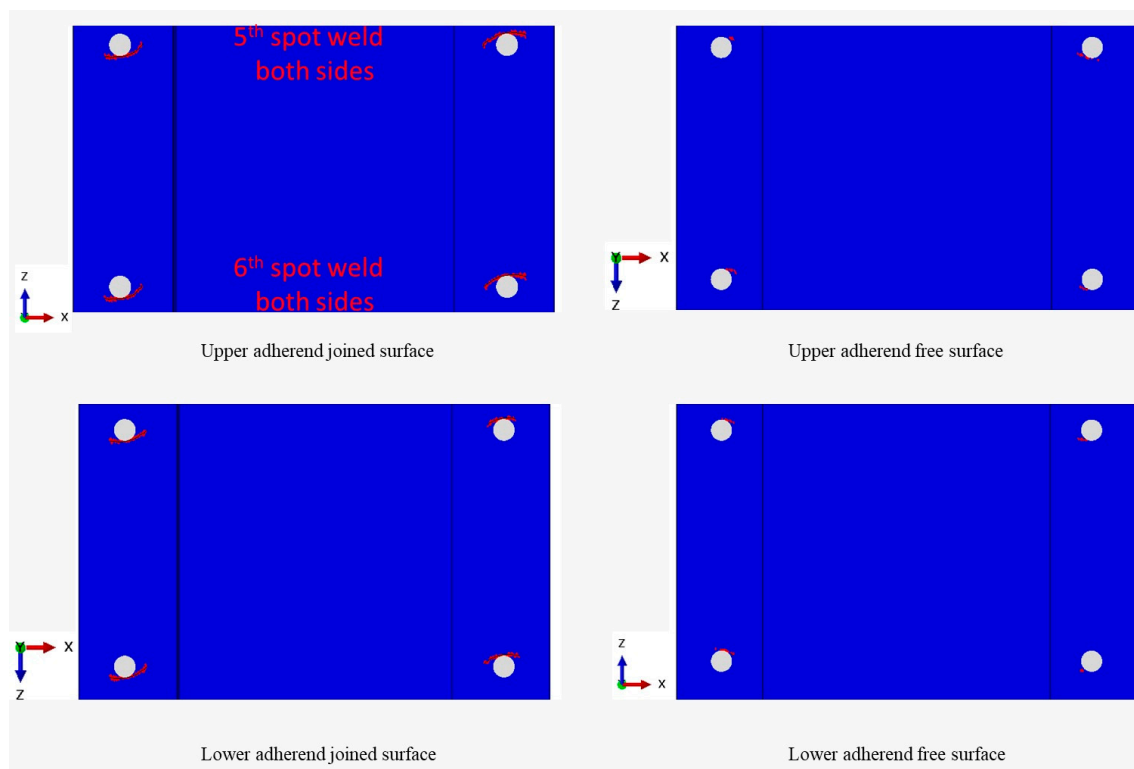 5th spot weld
both sides
6th spot weld
both sides
Z
X
Upper adherend joined surface
Y
X
Z
Upper adherend free surface
Y
X
Z
Lower adherend joined surface
Z
X
Lower adherend free surface